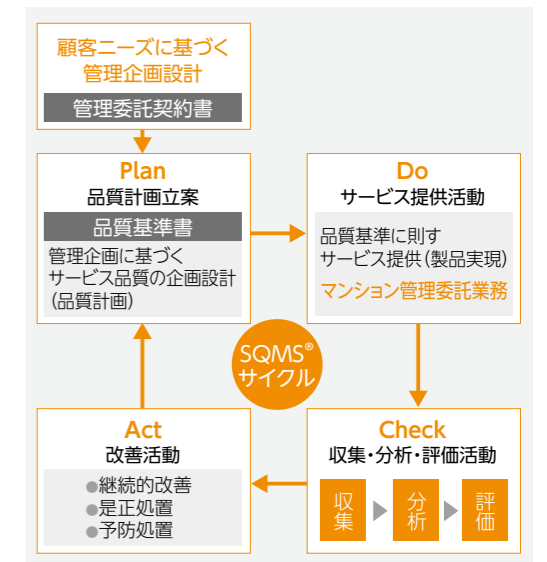 顧客ニーズに基づく
管理企画設計
管理委託契約書
Plan
品質計画立案
品質基準書
管理企画に基づく
サービス品質の企画設計
(品質計画)
Do
サービス提供活動
品質基準に則す
サービス提供(製品実現)
マンション管理委託業務
SQMS®
サイクル
Act
改善活動
●継続的改善
●是正処置
●予防処置
Check
収集・分析・評価活動
収集
分析
評価